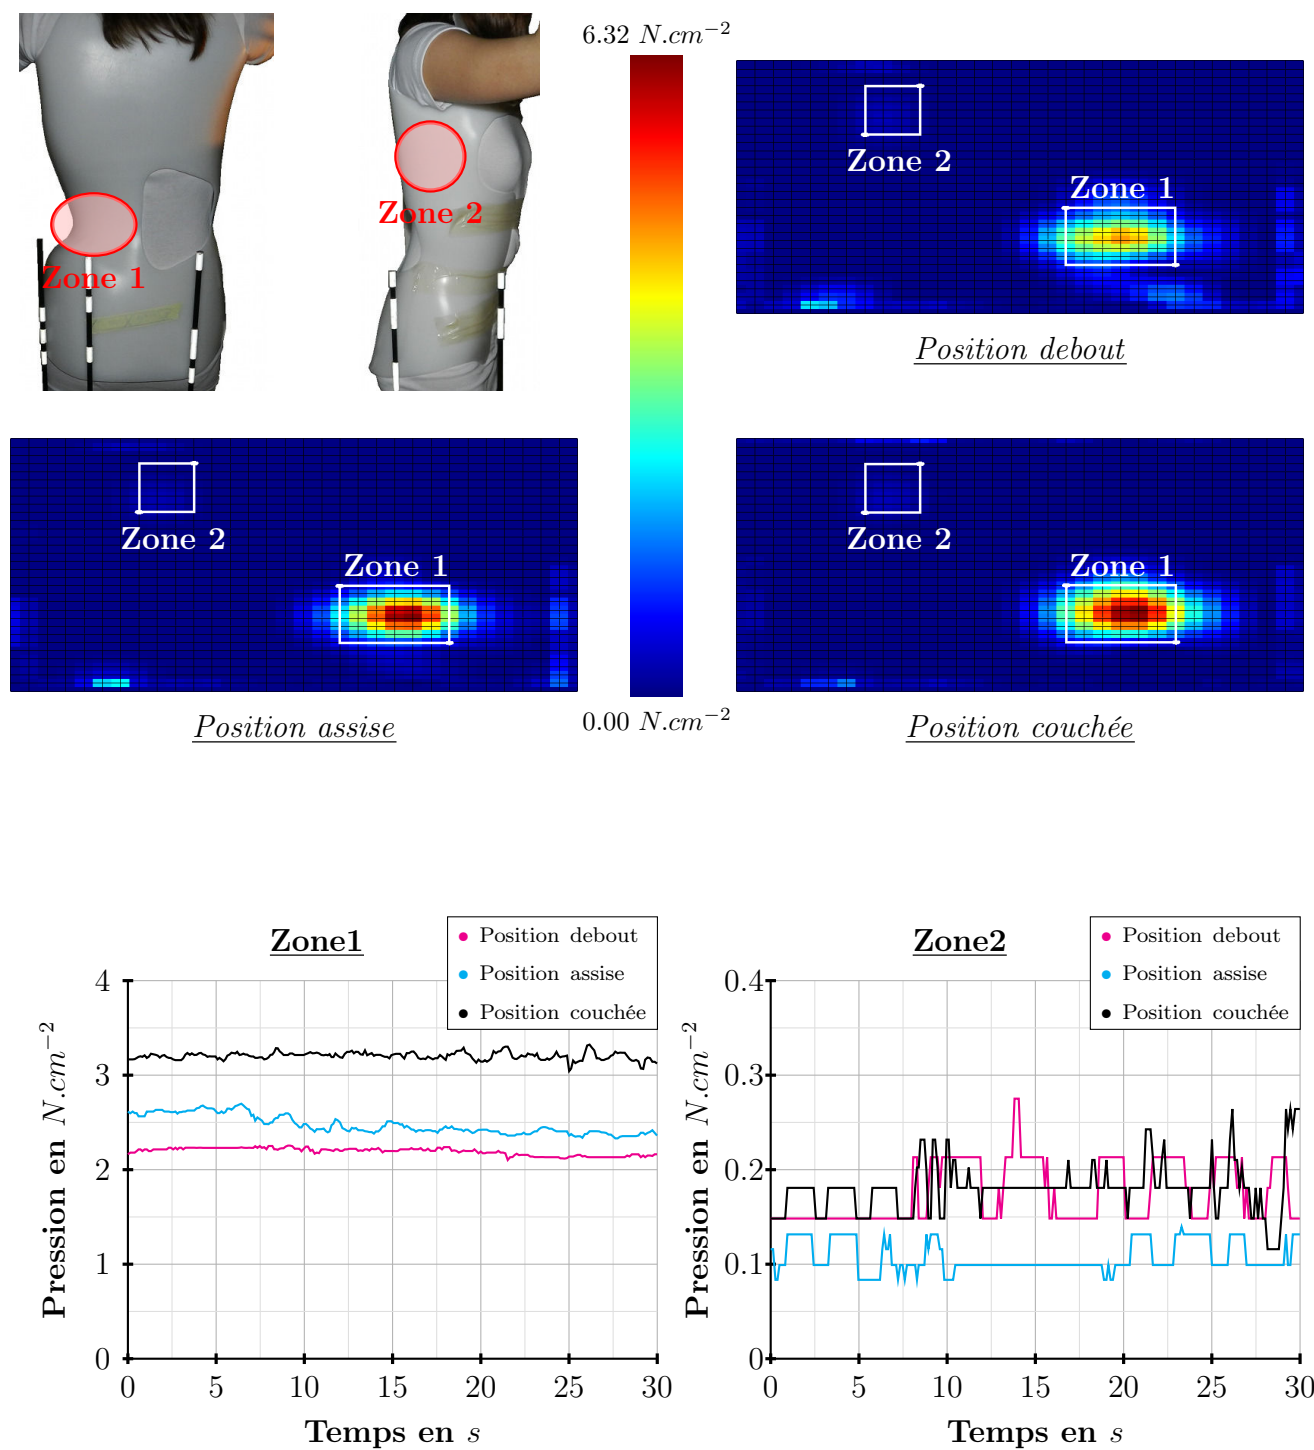 6.32 N.cm⁻²
Zone 1
Zone 2
Zone 2
Zone 1
Position debout
Zone 2
Zone 1
Position assise
0.00 N.cm⁻²
Zone 2
Zone 1
Position couchée
Zone1
Position debout
Position assise
Position couchée
Pression en N.cm⁻²
4
3
2
1
0
0 5 10 15 20 25 30
Temps en s
Zone2
Position debout
Position assise
Position couchée
Pression en N.cm⁻²
0.4
0.3
0.2
0.1
0
0 5 10 15 20 25 30
Temps en s